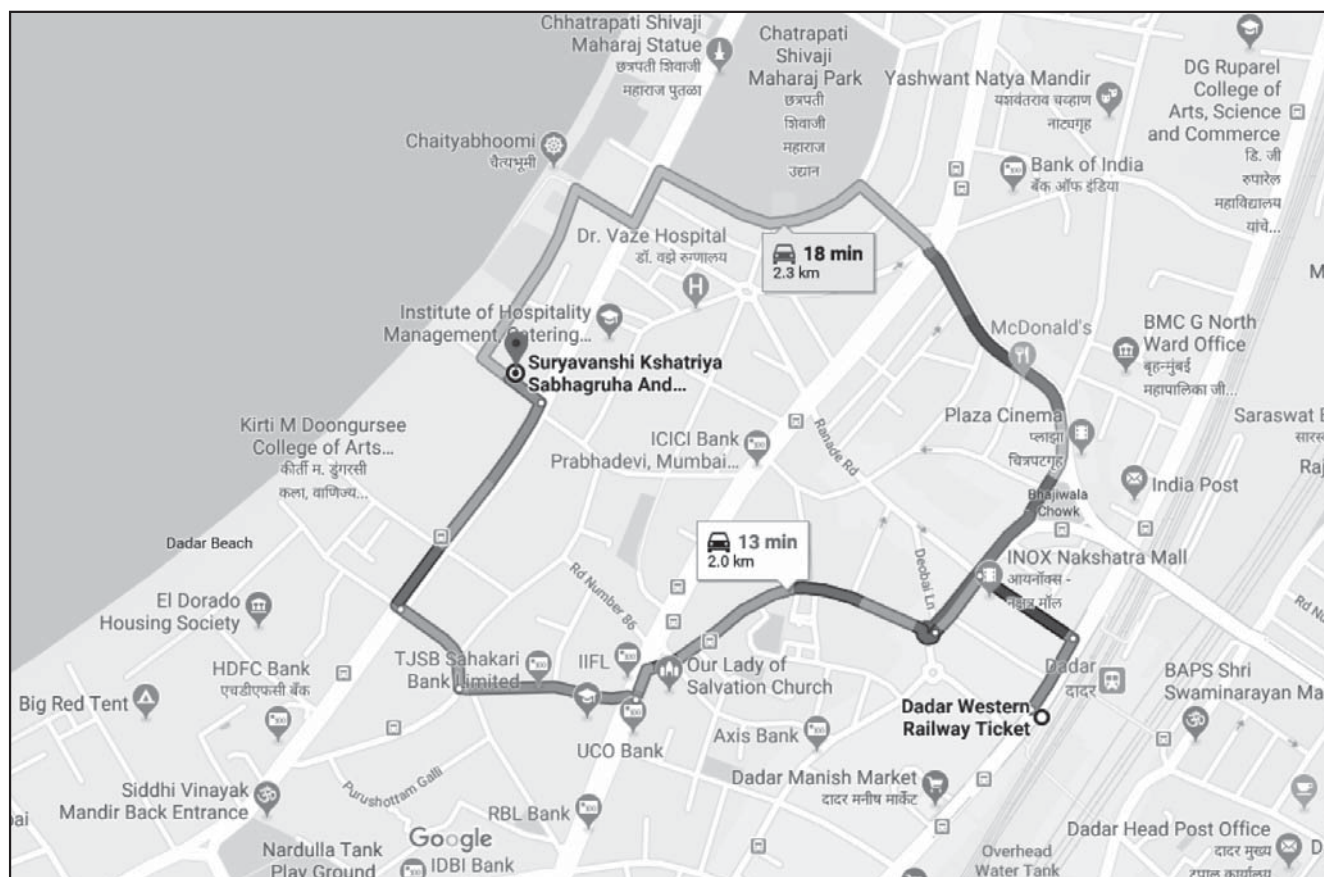 Chhatrapati Shivaji
Maharaj Statue
छत्रपती शिवाजी
महाराज पुतळा
Chatrapati
Shivaji
Maharaj Park
छत्रपती
शिवाजी
महाराज
उद्यान
Yashwant Natya Mandir
यशवंतराव चव्हाण
नाट्यगृह
DG Ruparel
College of
Arts, Science
and Commerce
डि. जी
रुपारेल
महाविद्यालय
यांचे...
Chaityabhoomi
चैत्यभूमी
Bank of India
बँक ऑफ इंडिया
Dr. Vaze Hospital
डॉ. वझे रुग्णालय
18 min
2.3 km
Institute of Hospitality
Management, Catering...
McDonald's
BMC G North
Ward Office
बृहन्मुंबई
महापालिका जी...
Suryavanshi Kshatriya
Sabhagruha And...
Kirti M Doongursee
College of Arts...
कीर्ती म. डुंगरसी
कला, वाणिज्य...
ICICI Bank
Prabhadevi, Mumbai...
Ranade Rd
Plaza Cinema
प्लाझा
चित्रपटगृह
Saraswat
India Post
Bhajiwala
Chowk
Dadar Beach
13 min
2.0 km
Deobai Ln
INOX Nakshatra Mall
आयनॉक्स -
नक्षत्र मॉल
Rd Number 86
El Dorado
Housing Society
HDFC Bank
एचडीएफसी बँक
TJSB Sahakari
Bank Limited
IIFL
Our Lady of
Salvation Church
Dadar
दादर
BAPS Shri
Swaminarayan Ma
Big Red Tent
UCO Bank
Axis Bank
Dadar Western
Railway Ticket
Purushottam Galli
Siddhi Vinayak
Mandir Back Entrance
RBL Bank
Dadar Manish Market
दादर मनीष मार्केट
Google
Nardulla Tank
Play Ground
IDBI Bank
Overhead
Water Tank
Dadar Head Post Office
दादर मुख्य
टपाल कार्यालय